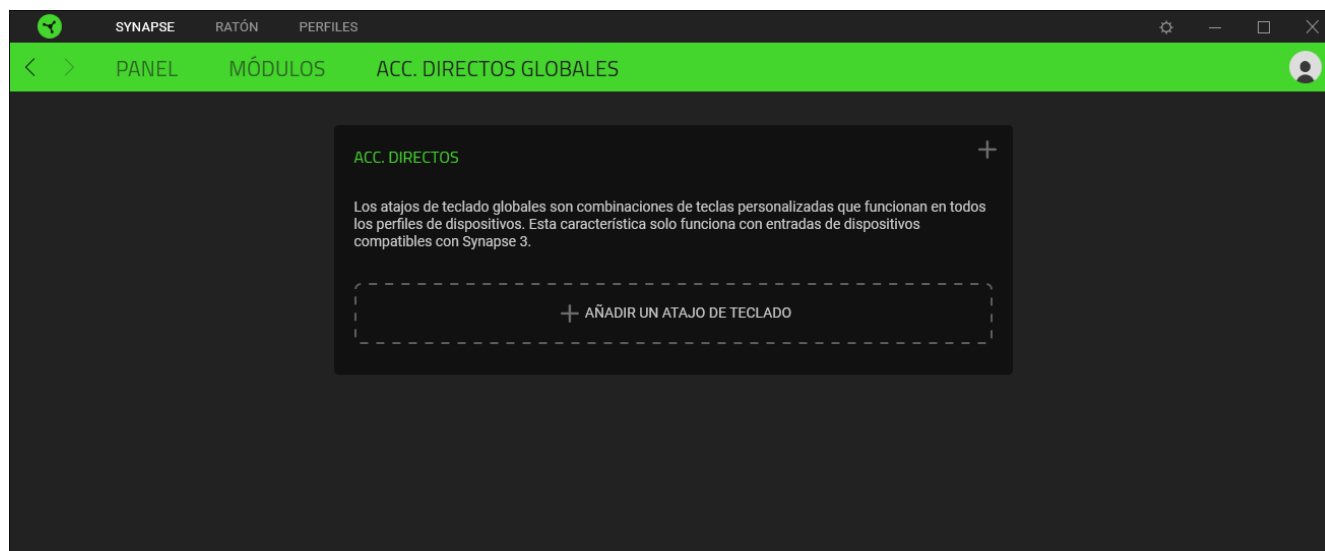 SYNAPSE RATÓN PERFILES
PANEL MÓDULOS ACC. DIRECTOS GLOBALES
ACC. DIRECTOS
Los atajos de teclado globales son combinaciones de teclas personalizadas que funcionan en todos
los perfiles de dispositivos. Esta característica solo funciona con entradas de dispositivos
compatibles con Synapse 3.
AÑADIR UN ATAJO DE TECLADO